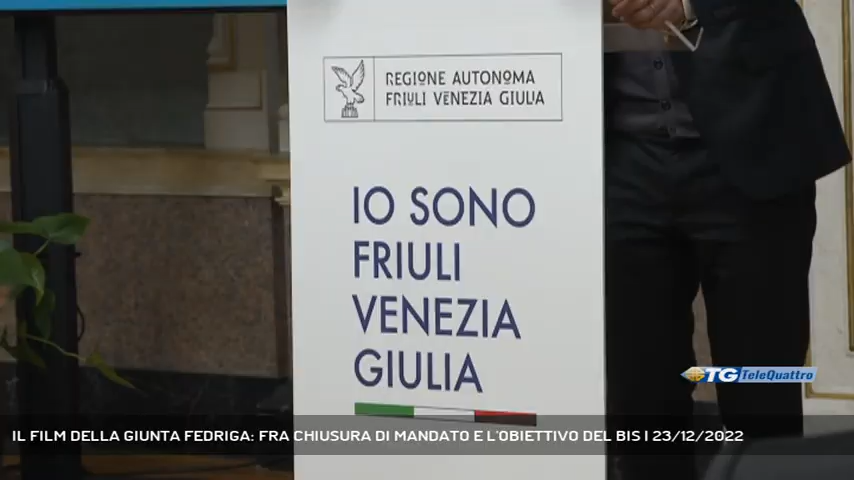 REGIONE AUTONOMA
FRIULI VENEZIA GIULIA
IO SONO
FRIULI
VENEZIA
GIULIA
TG TeleQuattro
IL FILM DELLA GIUNTA FEDRIGA: FRA CHIUSURA DI MANDATO E L'OBIETTIVO DEL BIS | 23/12/2022